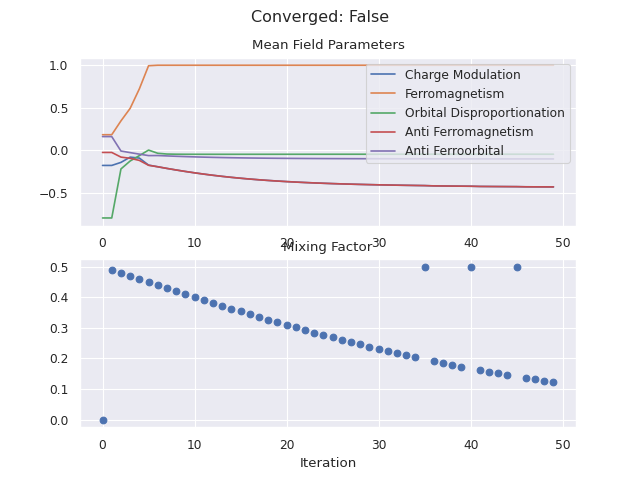 Converged: False
Mean Field Parameters
1.0
0.5
0.0
−0.5
Charge Modulation
Ferromagnetism
Orbital Disproportionation
Anti Ferromagnetism
Anti Ferroorbital
0 10 20 30 40 50
Mixing Factor
0.5
0.4
0.3
0.2
0.1
0.0
0 10 20 30 40 50
Iteration